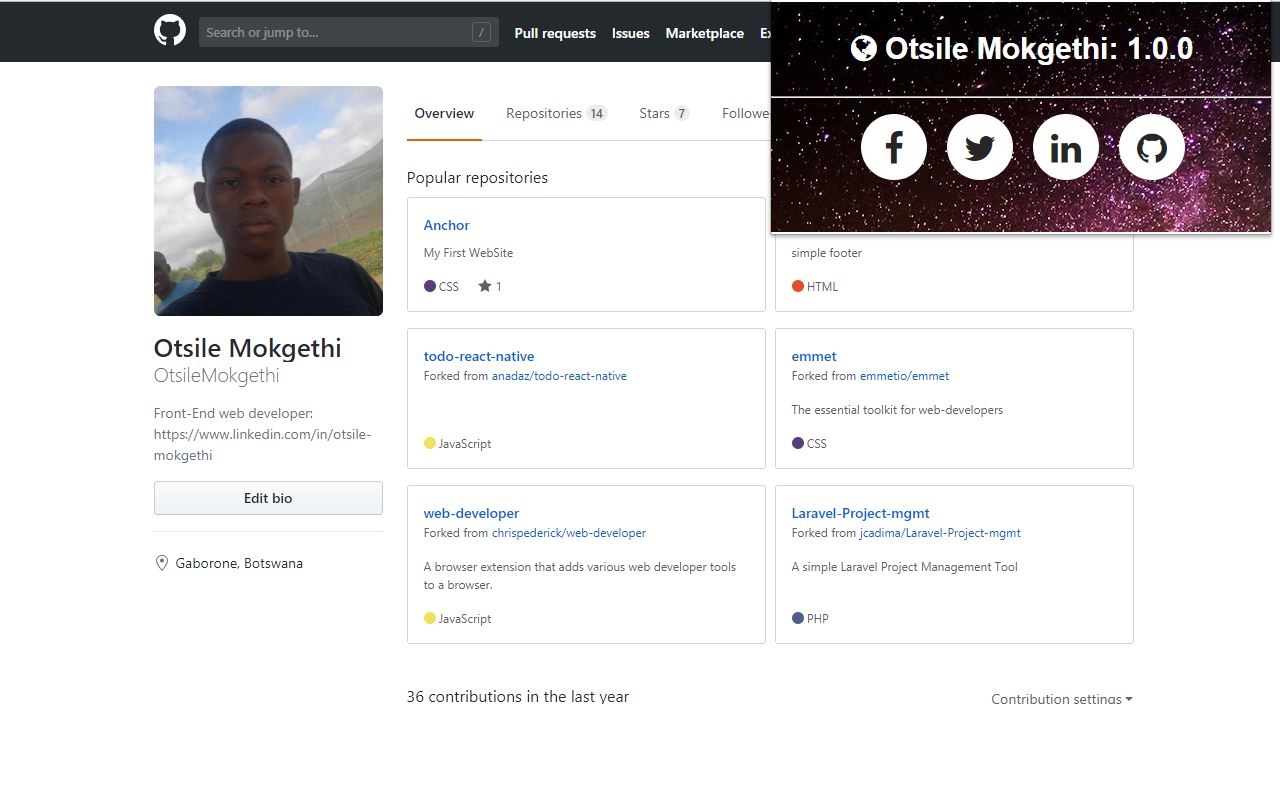 Search or jump to... /
Pull requests Issues Marketplace
Otsile Mokgethi: 1.0.0
Overview Repositories 14 Stars 7
Popular repositories
Anchor
My First WebSite
CSS 1
simple footer
HTML
todo-react-native
Forked from anadaz/todo-react-native
JavaScript
emmet
Forked from emmetio/emmet
The essential toolkit for web-developers
CSS
web-developer
Forked from chrispederick/web-developer
A browser extension that adds various web developer tools
to a browser.
JavaScript
Laravel-Project-mgmt
Forked from jcadima/Laravel-Project-mgmt
A simple Laravel Project Management Tool
PHP
Otsile Mokgethi
OtsileMokgethi
Front-End web developer:
https://www.linkedin.com/in/otsile-
mokgethi
Edit bio
Gaborone, Botswana
36 contributions in the last year
Contribution settings